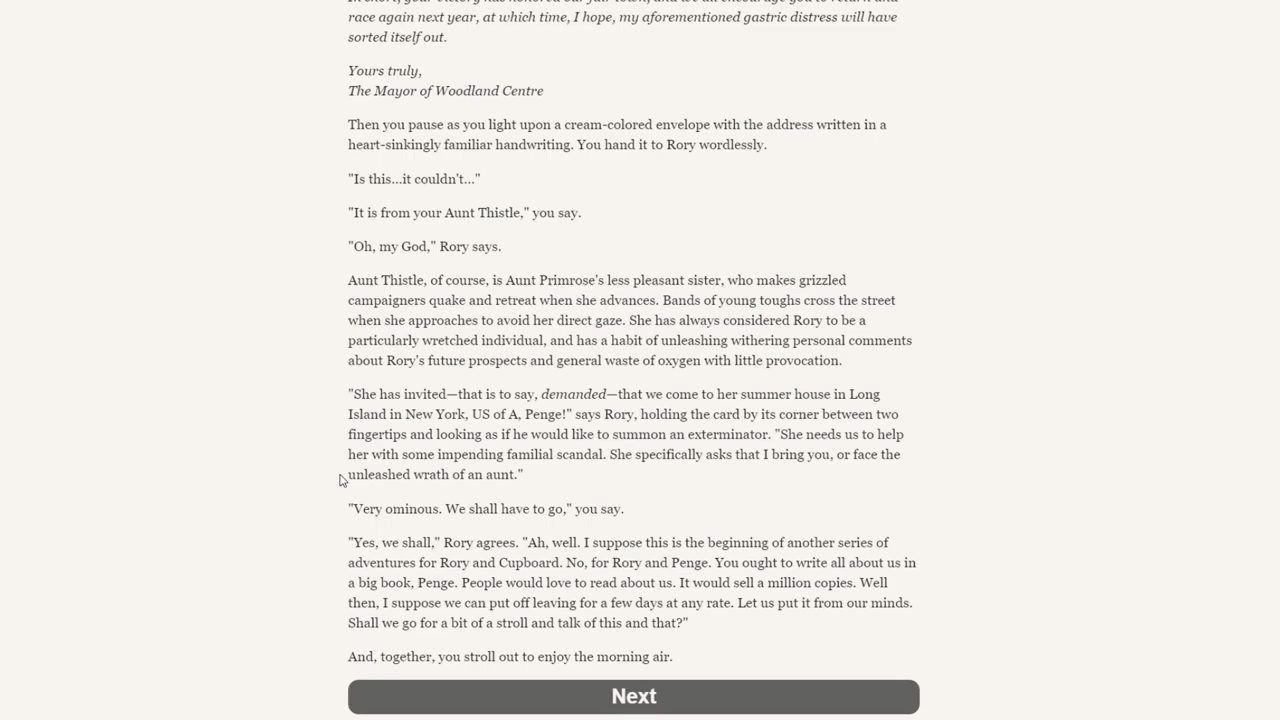 race again next year, at which time, I hope, my aforementioned gastric distress will have
sorted itself out.
Yours truly,
The Mayor of Woodland Centre
Then you pause as you light upon a cream-colored envelope with the address written in a
heart-sinkingly familiar handwriting. You hand it to Rory wordlessly.
"Is this...it couldn't..."
"It is from your Aunt Thistle," you say.
"Oh, my God," Rory says.
Aunt Thistle, of course, is Aunt Primrose's less pleasant sister, who makes grizzled
campaigners quake and retreat when she advances. Bands of young toughs cross the street
when she approaches to avoid her direct gaze. She has always considered Rory to be a
particularly wretched individual, and has a habit of unleashing withering personal comments
about Rory's future prospects and general waste of oxygen with little provocation.
"She has invited—that is to say, demanded—that we come to her summer house in Long
Island in New York, US of A, Penge!" says Rory, holding the card by its corner between two
fingertips and looking as if he would like to summon an exterminator. "She needs us to help
her with some impending familial scandal. She specifically asks that I bring you, or face the
unleashed wrath of an aunt."
"Very ominous. We shall have to go," you say.
"Yes, we shall," Rory agrees. "Ah, well. I suppose this is the beginning of another series of
adventures for Rory and Cupboard. No, for Rory and Penge. You ought to write all about us in
a big book, Penge. People would love to read about us. It would sell a million copies. Well
then, I suppose we can put off leaving for a few days at any rate. Let us put it from our minds.
Shall we go for a bit of a stroll and talk of this and that?"
And, together, you stroll out to enjoy the morning air.
Next